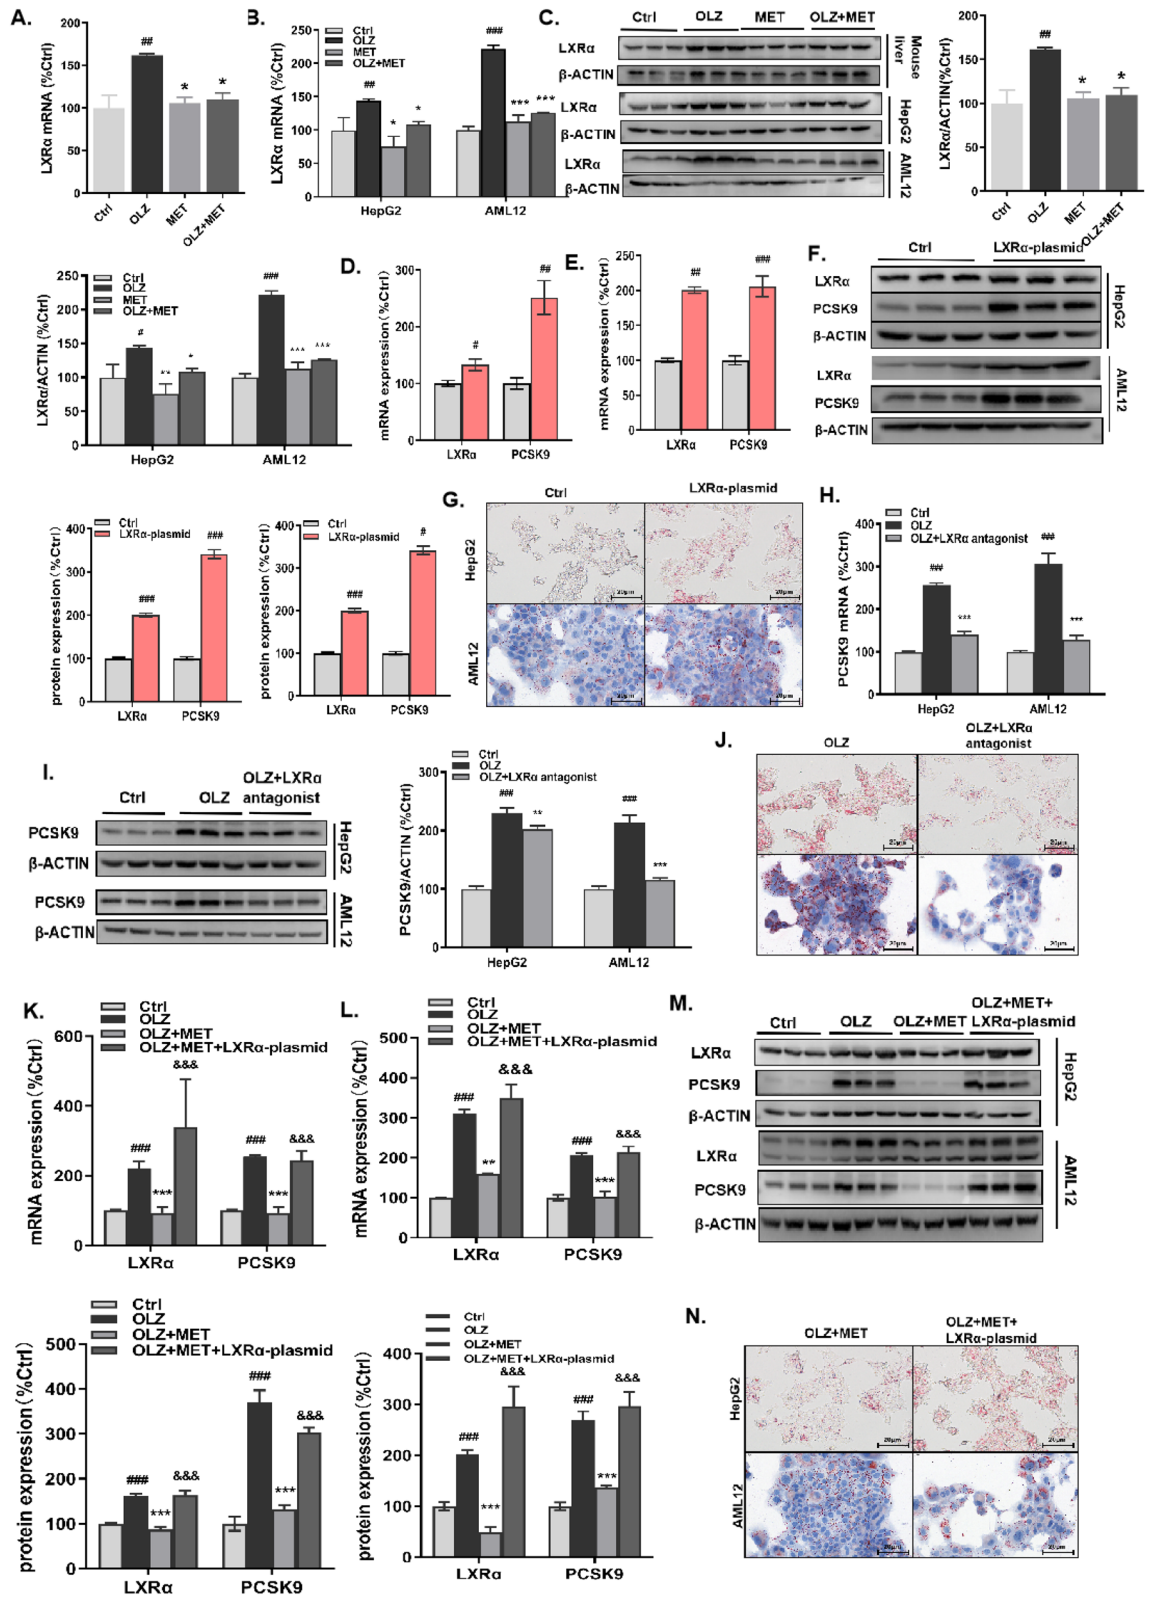 A.
LXRα mRNA (%Ctrl)
200
150
100
50
0
##
*
*
Ctrl
OLZ
MET
OLZ+MET
B.
LXRα mRNA (%Ctrl)
300
250
200
150
100
50
0
Ctrl
OLZ
MET
OLZ+MET
##
*
*
###
***
***
HepG2
AML12
C.
Ctrl
OLZ
MET
OLZ+MET
LXRα
β-ACTIN
Mouse liver
LXRα
β-ACTIN
HepG2
LXRα
β-ACTIN
AML12
LXRα/ACTIN(%Ctrl)
200
150
100
50
0
##
*
*
Ctrl
OLZ
MET
OLZ+MET
LXRα/ACTIN (%Ctrl)
250
200
150
100
50
0
Ctrl
OLZ
MET
OLZ+MET
#
**
*
###
***
***
HepG2
AML12
D.
mRNA expression(%Ctrl)
300
200
100
0
#
##
LXRα
PCSK9
E.
mRNA expression(%Ctrl)
250
200
150
100
50
0
##
###
LXRα
PCSK9
F.
Ctrl
LXRα-plasmid
LXRα
PCSK9
β-ACTIN
HepG2
LXRα
PCSK9
β-ACTIN
AML12
protein expression(%Ctrl)
400
300
200
100
0
Ctrl
LXRα-plasmid
###
###
LXRα
PCSK9
protein expression(%Ctrl)
400
300
200
100
0
Ctrl
LXRα-plasmid
###
#
LXRα
PCSK9
G.
Ctrl
LXRα-plasmid
HepG2
20μm
20μm
AML12
20μm
20μm
H.
PCSK9 mRNA (%Ctrl)
400
300
200
100
0
Ctrl
OLZ
OLZ+LXRα antagonist
###
***
###
***
HepG2
AML12
I.
Ctrl
OLZ
OLZ+LXRα
antagonist
PCSK9
β-ACTIN
HepG2
PCSK9
β-ACTIN
AML12
PCSK9/ACTIN (%Ctrl)
300
200
100
0
Ctrl
OLZ
OLZ+LXRα antagonist
###
**
###
***
HepG2
AML12
J.
OLZ
OLZ+LXRα
antagonist
20μm
20μm
20μm
20μm
K.
mRNA expression(%Ctrl)
600
400
200
0
Ctrl
OLZ
OLZ+MET
OLZ+MET+LXRα-plasmid
###
***
&&&
###
***
&&&
LXRα
PCSK9
L.
mRNA expression(%Ctrl)
500
400
300
200
100
0
Ctrl
OLZ
OLZ+MET
OLZ+MET+LXRα-plasmid
###
**
&&&
###
***
&&&
LXRα
PCSK9
M.
Ctrl
OLZ
OLZ+MET
OLZ+MET+
LXRα-plasmid
LXRα
PCSK9
β-ACTIN
HepG2
LXRα
PCSK9
β-ACTIN
AML12
protein expression(%Ctrl)
500
400
300
200
100
0
Ctrl
OLZ
OLZ+MET
OLZ+MET+LXRα-plasmid
###
***
&&&
###
***
&&&
LXRα
PCSK9
protein expression(%Ctrl)
400
300
200
100
0
Ctrl
OLZ
OLZ+MET
OLZ+MET+LXRα-plasmid
###
***
&&&
###
***
&&&
LXRα
PCSK9
N.
OLZ+MET
OLZ+MET+
LXRα-plasmid
HepG2
20μm
20μm
AML12
20μm
20μm